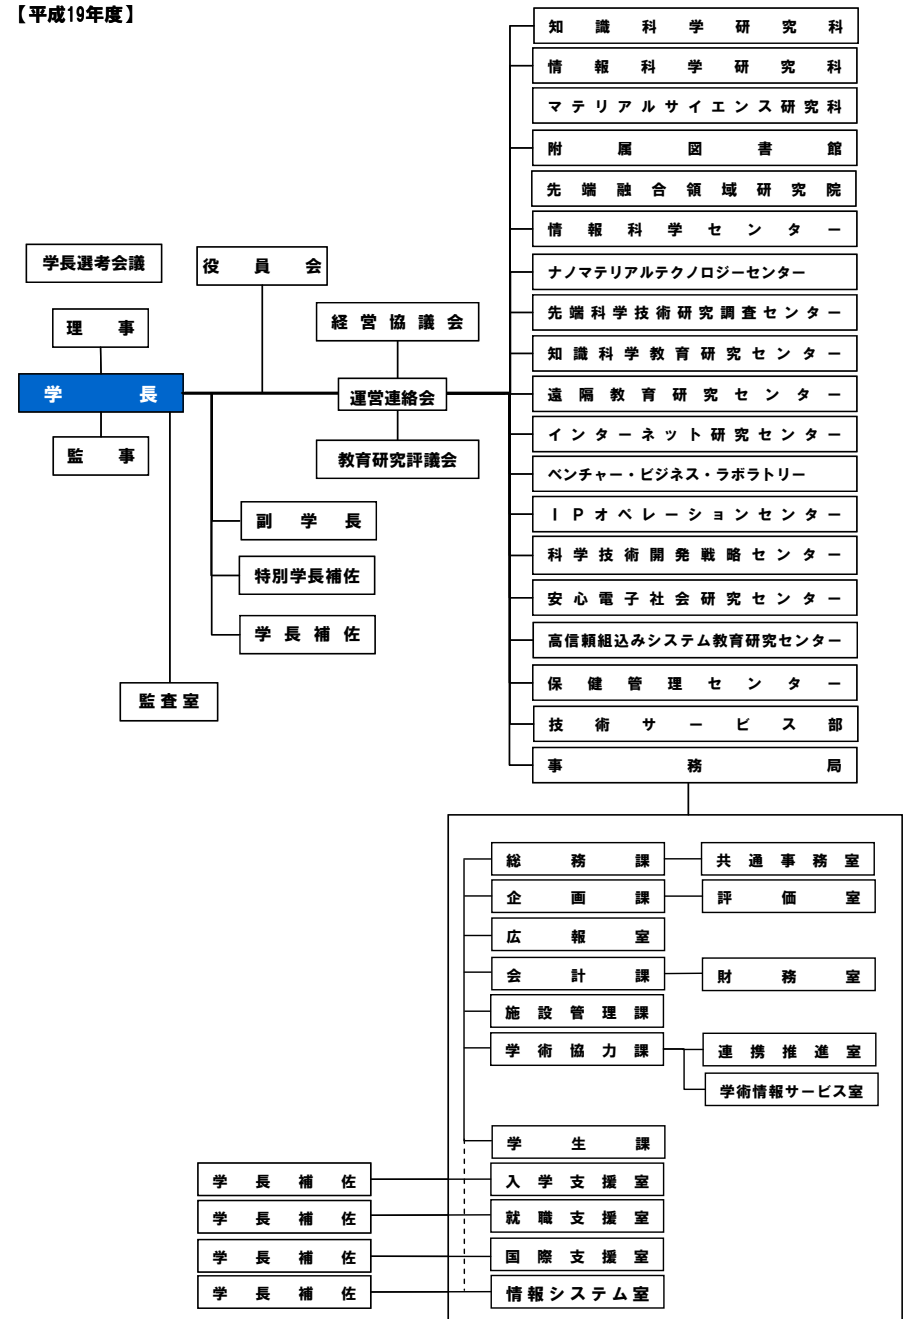 【平成19年度】
知識科学研究科
情報科学研究科
マテリアルサイエンス研究科
附属図書館
先端融合領域研究院
情報科学センター
ナノマテリアルテクノロジーセンター
先端科学技術研究調査センター
知識科学教育研究センター
遠隔教育研究センター
インターネット研究センター
ベンチャー・ビジネス・ラボラトリー
IPオペレーションセンター
科学技術開発戦略センター
安心電子社会研究センター
高信頼組込みシステム教育研究センター
保健管理センター
技術サービス部
事務局
学長選考会議
役員会
理事
経営協議会
学長
運営連絡会
監事
教育研究評議会
副学長
特別学長補佐
学長補佐
監査室
総務課
共通事務室
企画課
評価室
広報室
会計課
財務室
施設管理課
学術協力課
連携推進室
学術情報サービス室
学生課
学長補佐
入学支援室
学長補佐
就職支援室
学長補佐
国際支援室
学長補佐
情報システム室